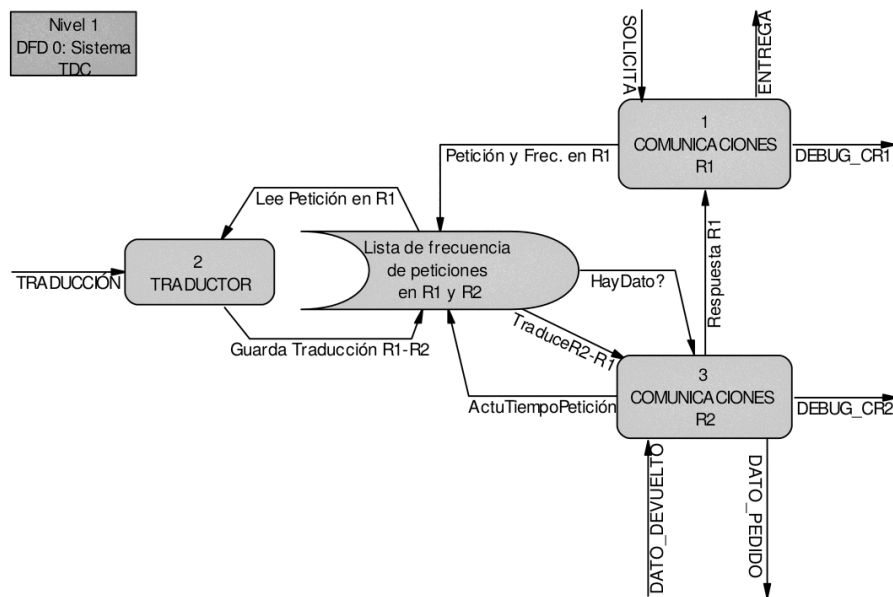 Nivel 1
DFD 0: Sistema
TDC
SOLICITA
ENTREGA
1
COMUNICACIONES
R1
Petición y Frec. en R1
DEBUG_CR1
Lee Petición en R1
Lista de frecuencia
de peticiones
en R1 y R2
2
TRADUCTOR
TRADUCCIÓN
HayDato?
Respuesta R1
Guarda Traducción R1-R2
TraduceR2-R1
3
COMUNICACIONES
R2
ActuTiempoPetición
DEBUG_CR2
DATO_DEVUELTO
DATO_PEDIDO